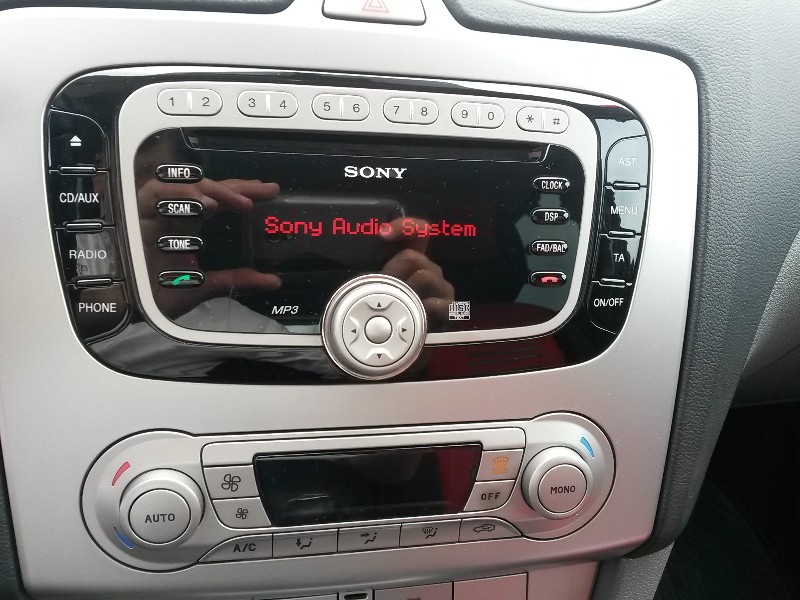 1 2 3 4 5 6 7 8 9 0 * #
SONY
INFO
SCAN
TONE
CD/AUX
RADIO
PHONE
Sony Audio System
CLOCK
DSP
FAD/BAL
AST
MENU
TA
ON/OFF
MP3
AUTO
OFF
MONO
A/C